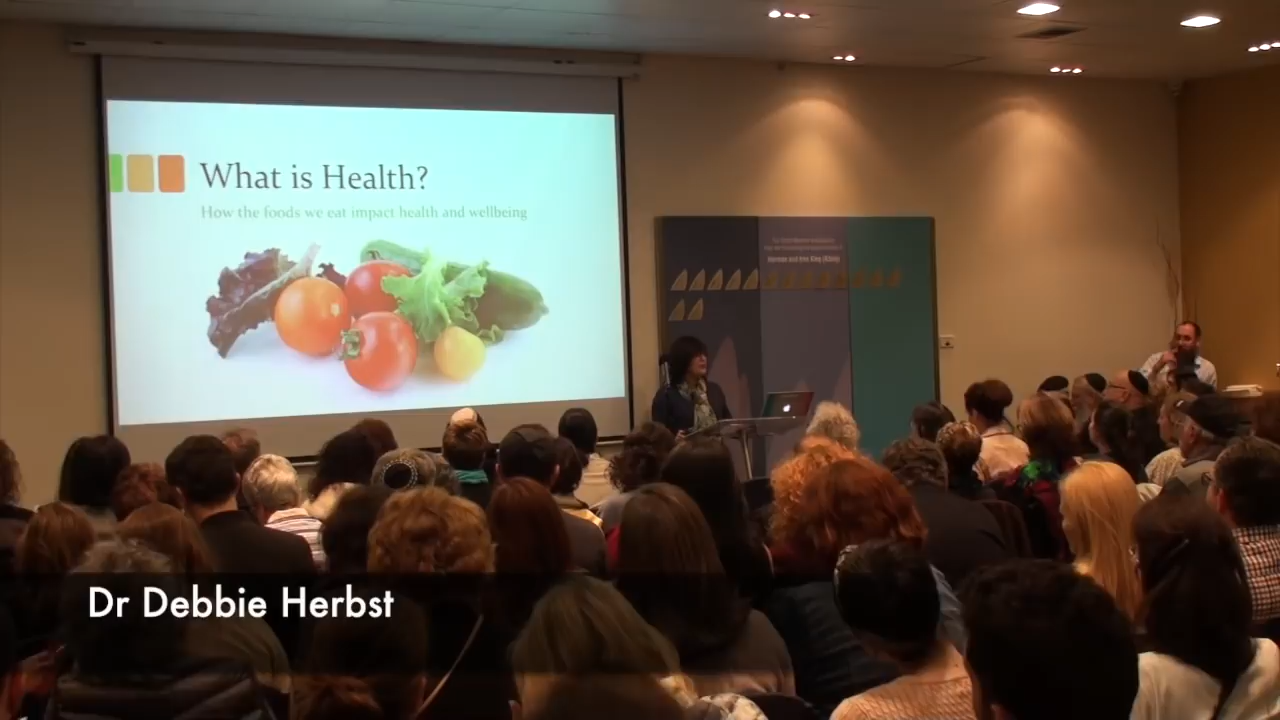 What is Health?
How the foods we eat impact health and wellbeing
Dr Debbie Herbst